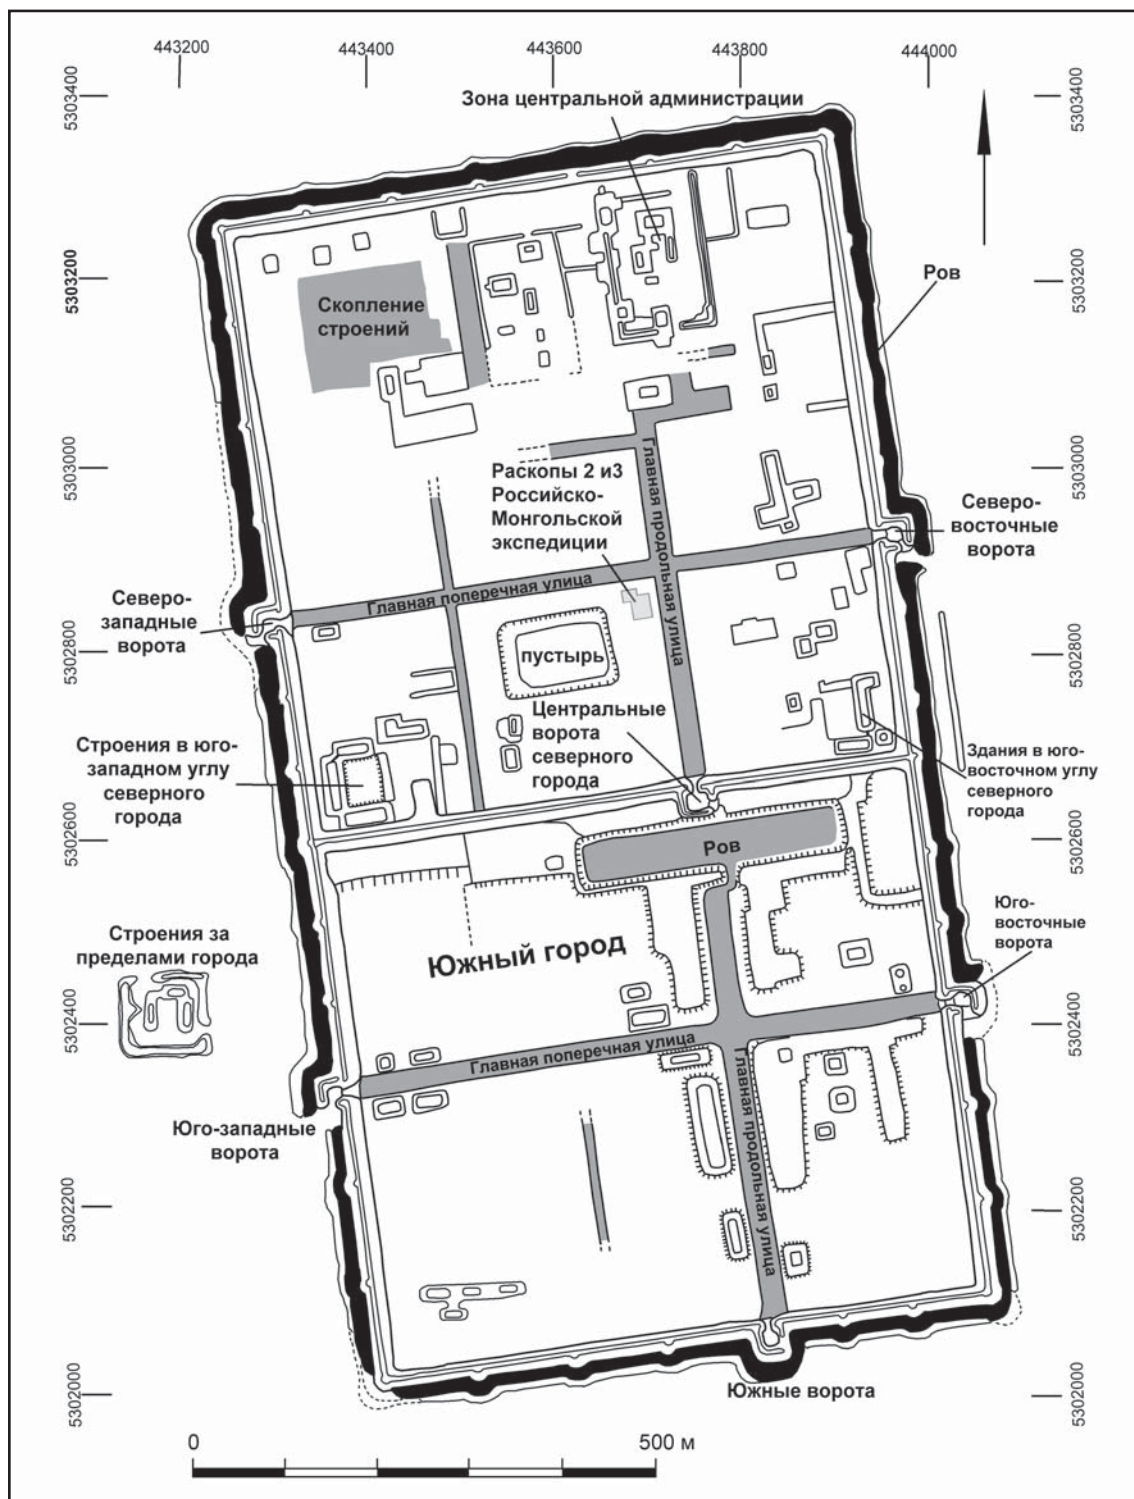 443200
443400
443600
443800
444000
5303400
5303400
Зона центральной администрации
5303200
5303200
Ров
Скопление
строений
5303000
5303000
Раскопы 2 и3
Российско-
Монгольской
экспедиции
Главная продольная улица
Северо-
восточные
ворота
Главная поперечная улица
Северо-
западные
ворота
5302800
5302800
пустырь
Центральные
ворота
северного
города
Строения в юго-
западном углу
северного
города
Здания в юго-
восточном углу
северного
города
5302600
5302600
Ров
Юго-
восточные
ворота
Южный город
Строения за
пределами города
5302400
5302400
Главная поперечная улица
Главная продольная улица
Юго-западные
ворота
5302200
5302200
5302000
5302000
Южные ворота
0
500 м